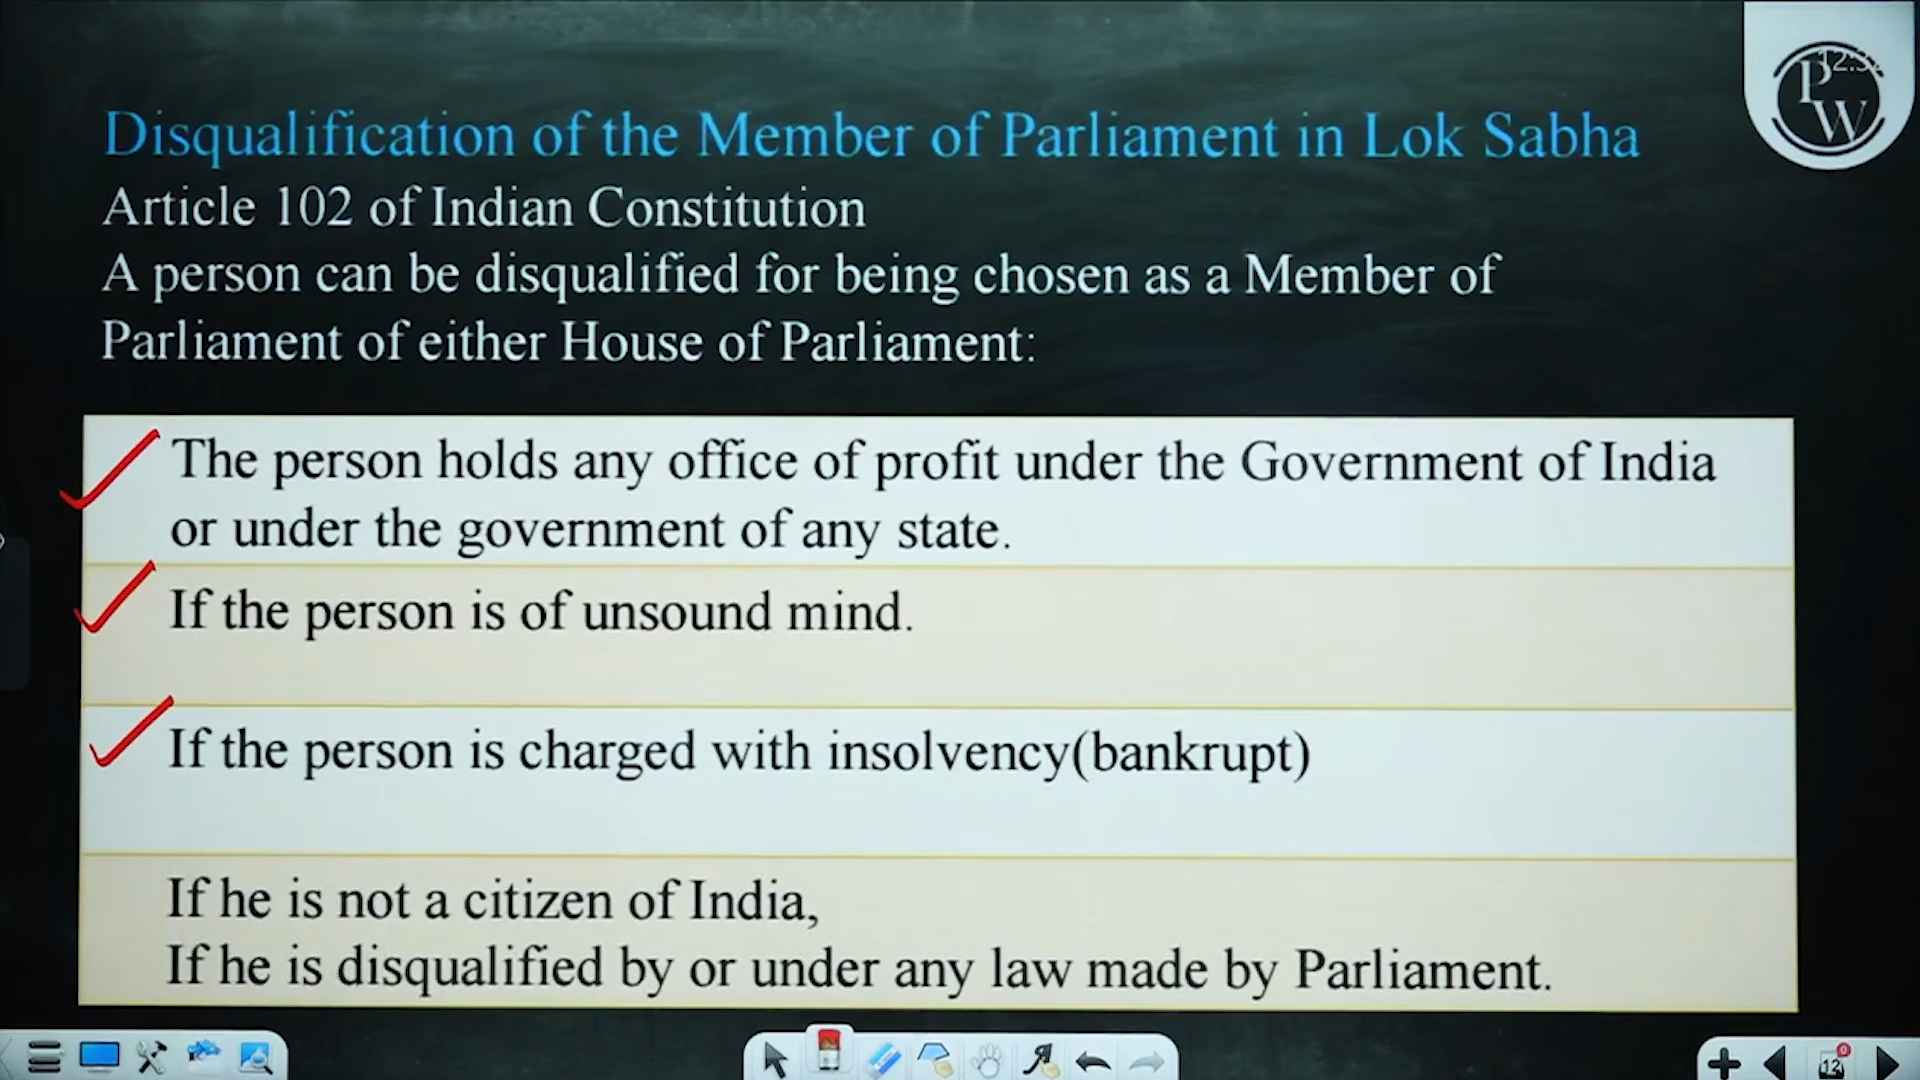 Disqualification of the Member of Parliament in Lok Sabha
Article 102 of Indian Constitution
A person can be disqualified for being chosen as a Member of
Parliament of either House of Parliament:
The person holds any office of profit under the Government of India
or under the government of any state.
If the person is of unsound mind.
If the person is charged with insolvency(bankrupt)
If he is not a citizen of India,
If he is disqualified by or under any law made by Parliament.
PW
12
0